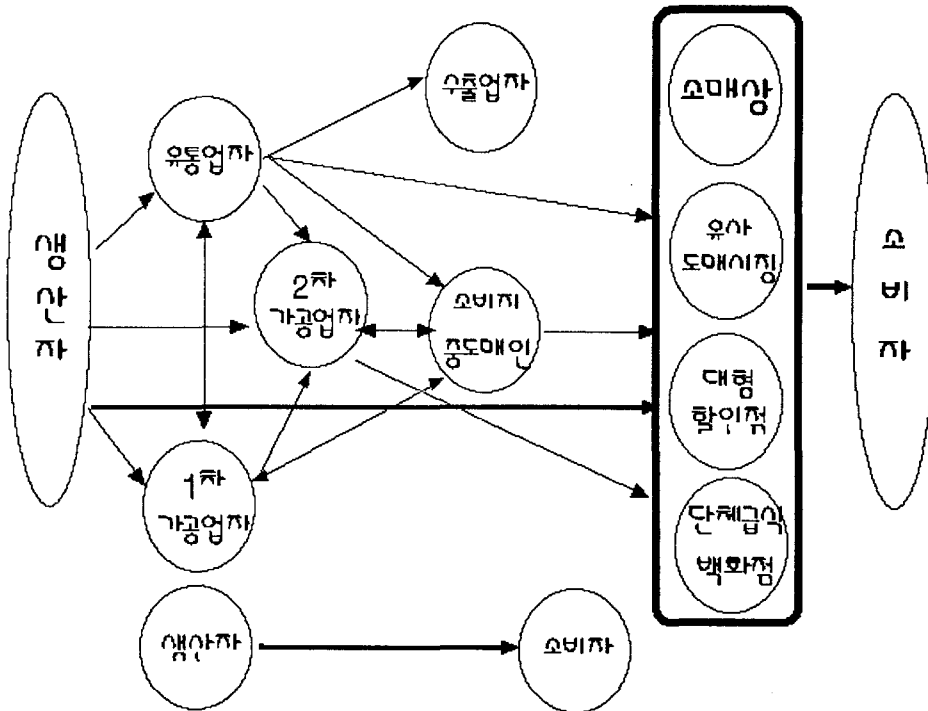 생
산
자
유통업자
수출업자
2차
가공업자
소비지
중도매인
1차
가공업자
소매상
유사
도매시장
대형
할인점
단체급식
백화점
소
비
자
생산자
소비자